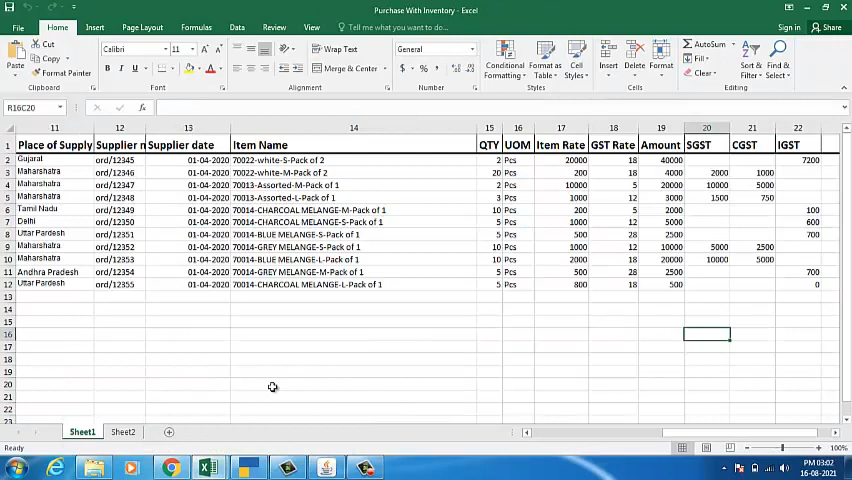 Purchase With Inventory - Excel
File Home Insert Page Layout Formulas Data Review View Tell me what you want to do... Sign in Share
Paste Cut Copy Format Painter
Calibri 11 A A Wrap Text General AutoSum
B I U A Merge & Center $ % , Conditional Formatting Format as Table Cell Styles Insert Delete Format Fill Clear Sort & Filter Find & Select
Clipboard Font Alignment Number Styles Cells Editing
R16C20 fx
11 12 13 14 15 16 17 18 19 20 21 22
1 Place of Supply Supplier n Supplier date Item Name QTY UOM Item Rate GST Rate Amount SGST CGST IGST
2 Gujarat ord/12345 01-04-2020 70022-white-S-Pack of 2 2 Pcs 20000 18 40000 7200
3 Maharshatra ord/12346 01-04-2020 70022-white-M-Pack of 2 20 Pcs 200 18 4000 2000 1000
4 Maharshatra ord/12347 01-04-2020 70013-Assorted-M-Pack of 1 2 Pcs 10000 5 20000 10000 5000
5 Maharshatra ord/12348 01-04-2020 70013-Assorted-L-Pack of 1 3 Pcs 1000 12 3000 1500 750
6 Tamil Nadu ord/12349 01-04-2020 70014-CHARCOAL MELANGE-M-Pack of 1 10 Pcs 200 5 2000 100
7 Delhi ord/12350 01-04-2020 70014-CHARCOAL MELANGE-S-Pack of 1 5 Pcs 1000 12 5000 600
8 Uttar Pardesh ord/12351 01-04-2020 70014-BLUE MELANGE-S-Pack of 1 5 Pcs 500 28 2500 700
9 Maharshatra ord/12352 01-04-2020 70014-GREY MELANGE-S-Pack of 1 10 Pcs 1000 12 10000 5000 2500
10 Maharshatra ord/12353 01-04-2020 70014-BLUE MELANGE-L-Pack of 1 10 Pcs 2000 18 20000 10000 5000
11 Andhra Pardesh ord/12354 01-04-2020 70014-GREY MELANGE-M-Pack of 1 5 Pcs 500 28 2500 700
12 Uttar Pardesh ord/12355 01-04-2020 70014-CHARCOAL MELANGE-L-Pack of 1 5 Pcs 800 18 500 0
13
14
15
16
17
18
19
20
21
22
23
Sheet1 Sheet2
Ready 100%
PM 03:02
16-08-2021